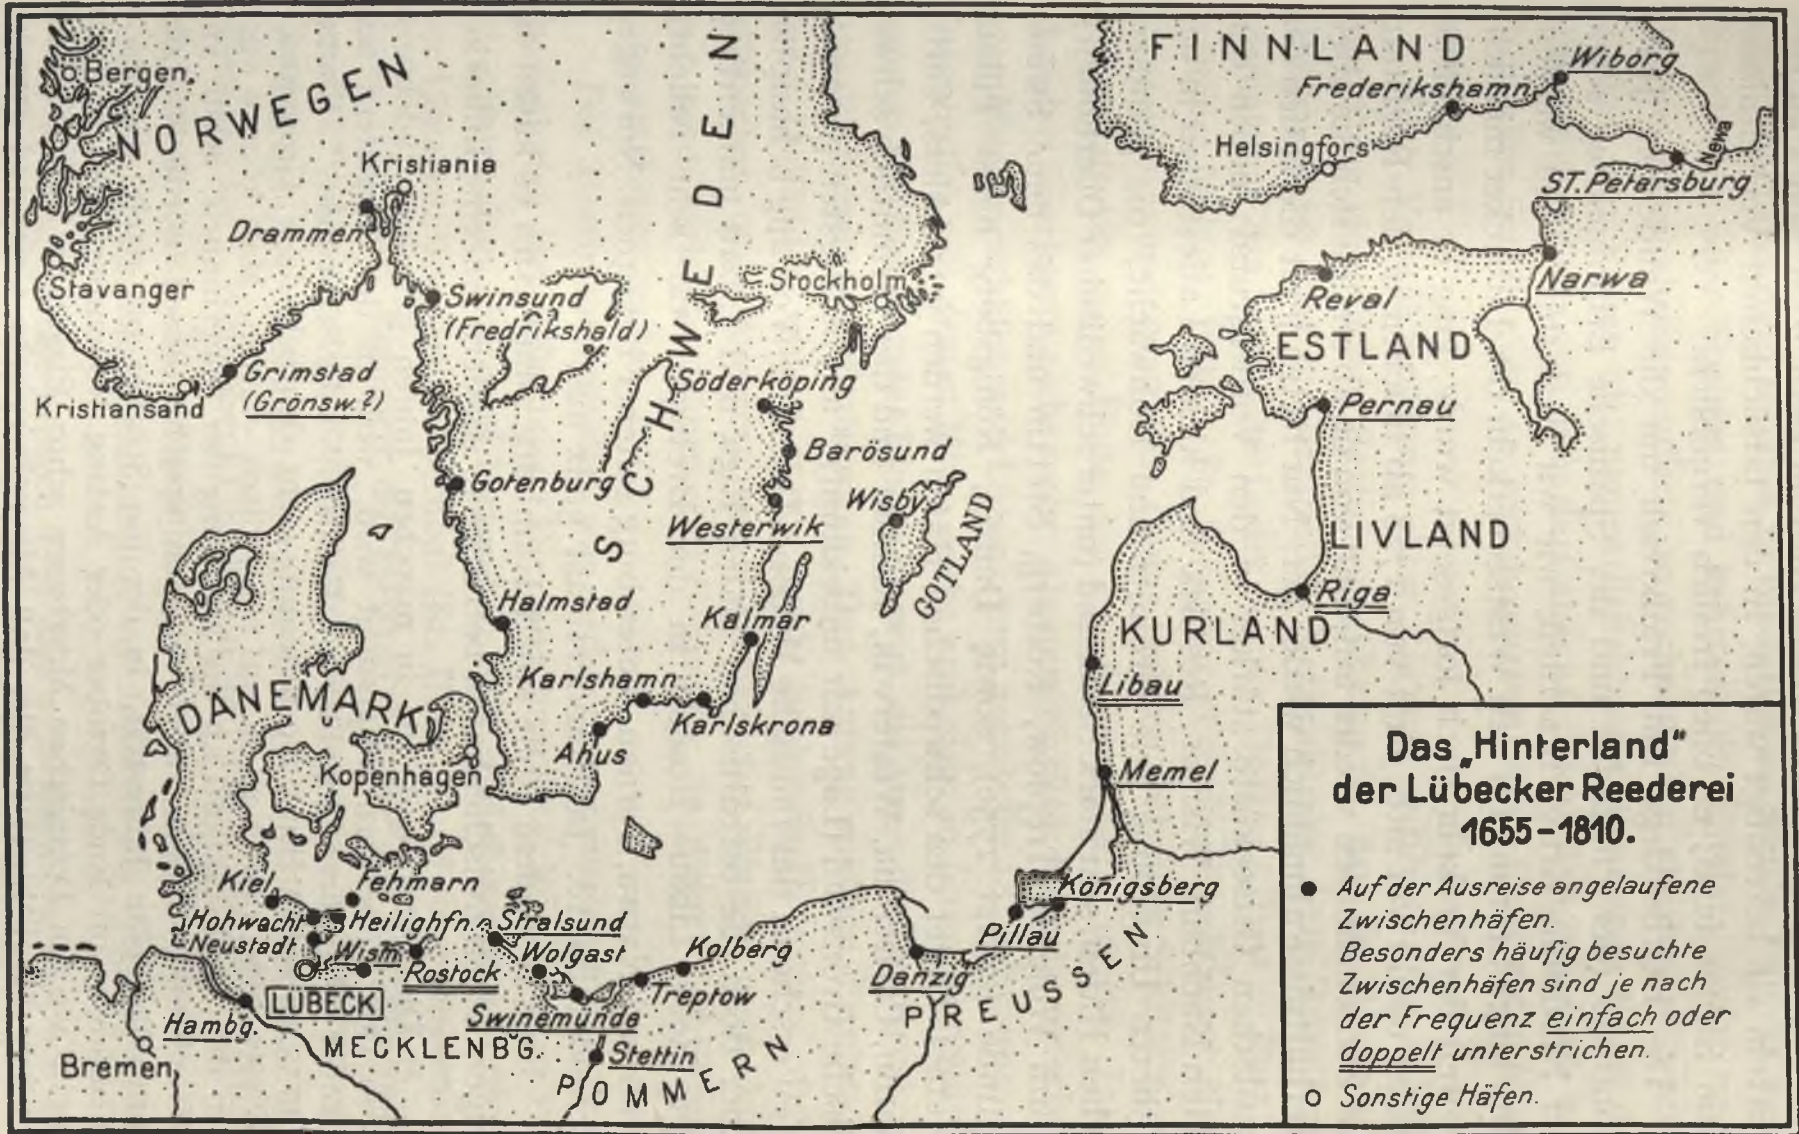 Bergen.
NORWEGEN
SCHWEDEN
FINNLAND
Wiborg
Frederikshamn
Helsingfors
Newa
ST. Petersburg
Kristiania
Drammen
Stavanger
Swinsund
(Fredrikshald)
Stockholm
Narwa
Reval
ESTLAND
Grimstad
(Grönsw.?)
Kristiansand
Söderköping
Pernau
Barösund
Gotenburg
Wisby
GOTLAND
Westerwik
LIVLAND
Halmstad
Kalmar
Riga
KURLAND
Karlshamn
Karlskrona
Libau
DÄNEMARK
Ahus
Kopenhagen
Memel
Kiel
Fehmarn
Königsberg
Hohwacht
Heilighfn.
Stralsund
Neustadt
Wism.
Rostock
Wolgast
Kolberg
Pillau
LÜBECK
Treptow
Danzig
PREUSSEN
Hambg.
Swinemünde
MECKLENB'G.
Stettin
Bremen
POMMERN
Das „Hinterland“
der Lübecker Reederei
1655–1810.
Auf der Ausreise angelaufene
Zwischenhäfen.
Besonders häufig besuchte
Zwischenhäfen sind je nach
der Frequenz einfach oder
doppelt unterstrichen.
Sonstige Häfen.